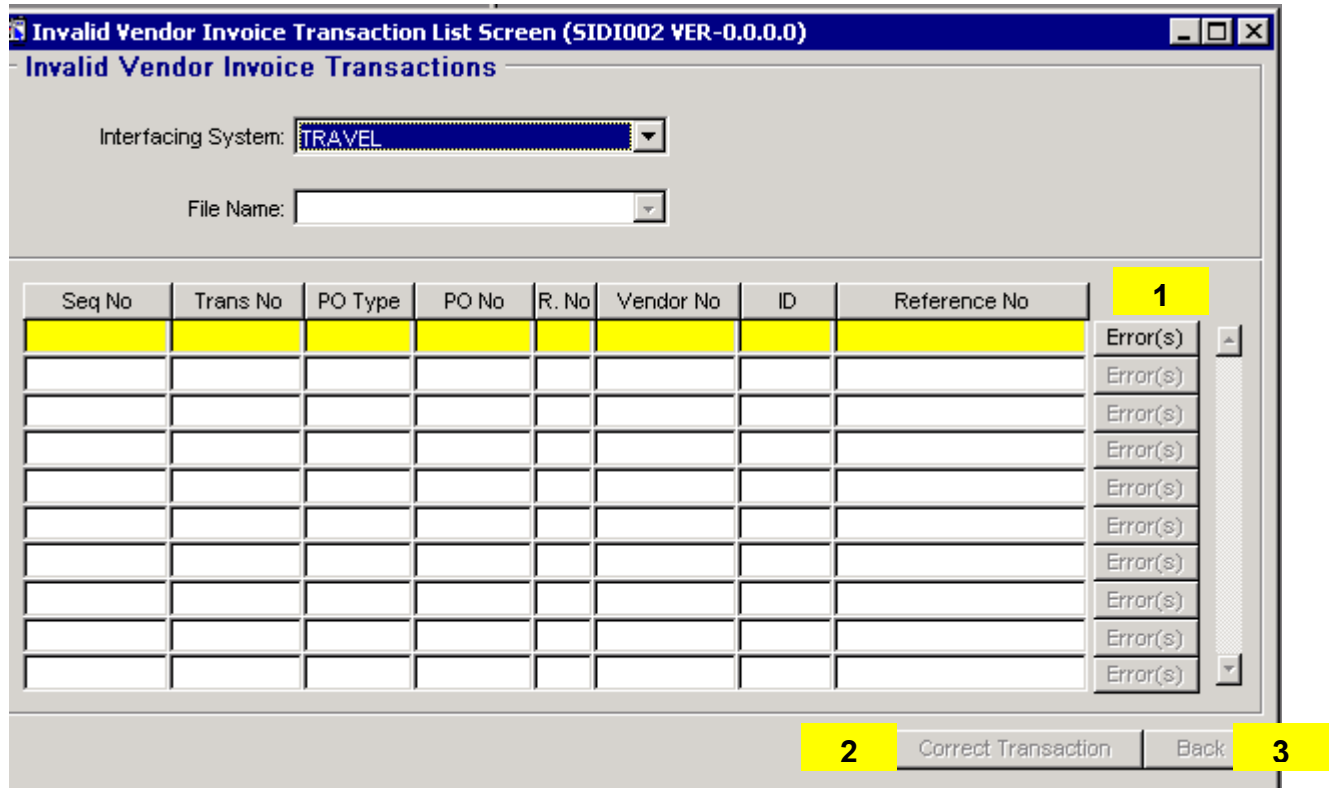 Invalid Vendor Invoice Transaction List Screen (SIDI002 VER-0.0.0.0)
Invalid Vendor Invoice Transactions
Interfacing System: TRAVEL
File Name:
Seq No Trans No PO Type PO No R. No Vendor No ID Reference No 1
Error(s)
Error(s)
Error(s)
Error(s)
Error(s)
Error(s)
Error(s)
Error(s)
Error(s)
Error(s)
2 Correct Transaction Back 3